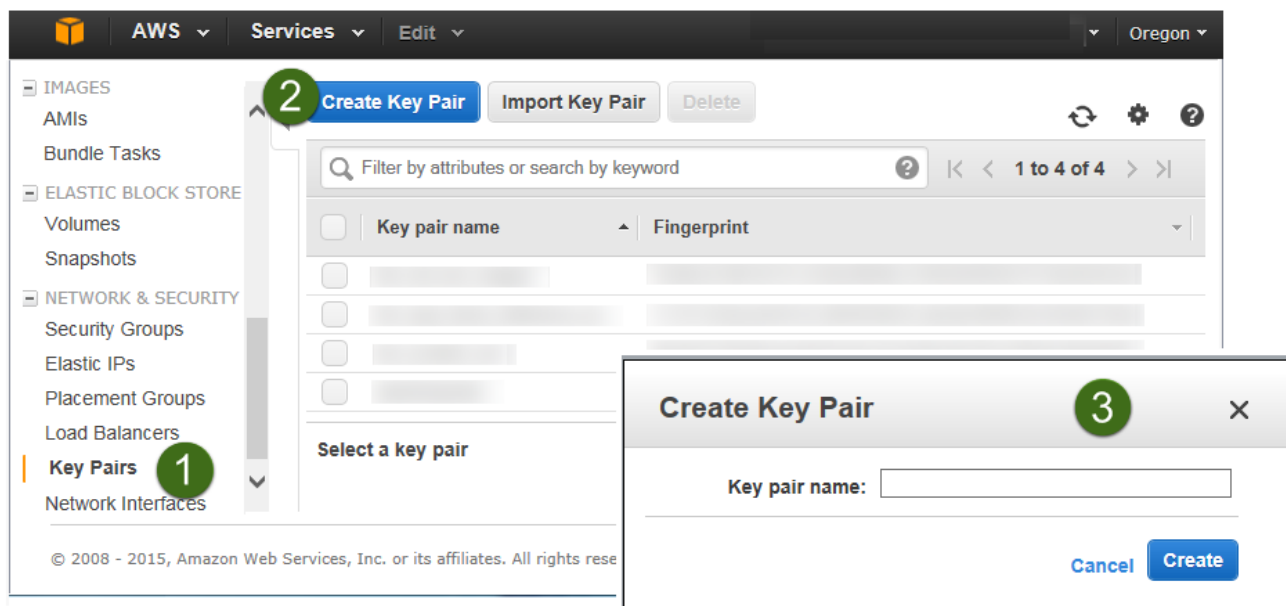 AWS Services Edit Oregon
IMAGES
AMIs
Bundle Tasks
ELASTIC BLOCK STORE
Volumes
Snapshots
NETWORK & SECURITY
Security Groups
Elastic IPs
Placement Groups
Load Balancers
Key Pairs 1
Network Interfaces
2 Create Key Pair Import Key Pair Delete
Filter by attributes or search by keyword 1 to 4 of 4
Key pair name Fingerprint
Select a key pair
Create Key Pair 3
Key pair name:
Cancel Create
© 2008 - 2015, Amazon Web Services, Inc. or its affiliates. All rights rese